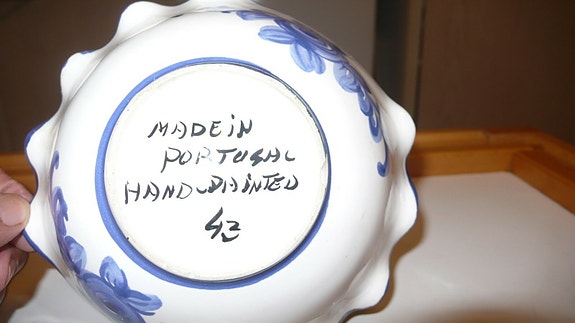 MADE IN
PORTUGAL
HAND-PAINTED
43